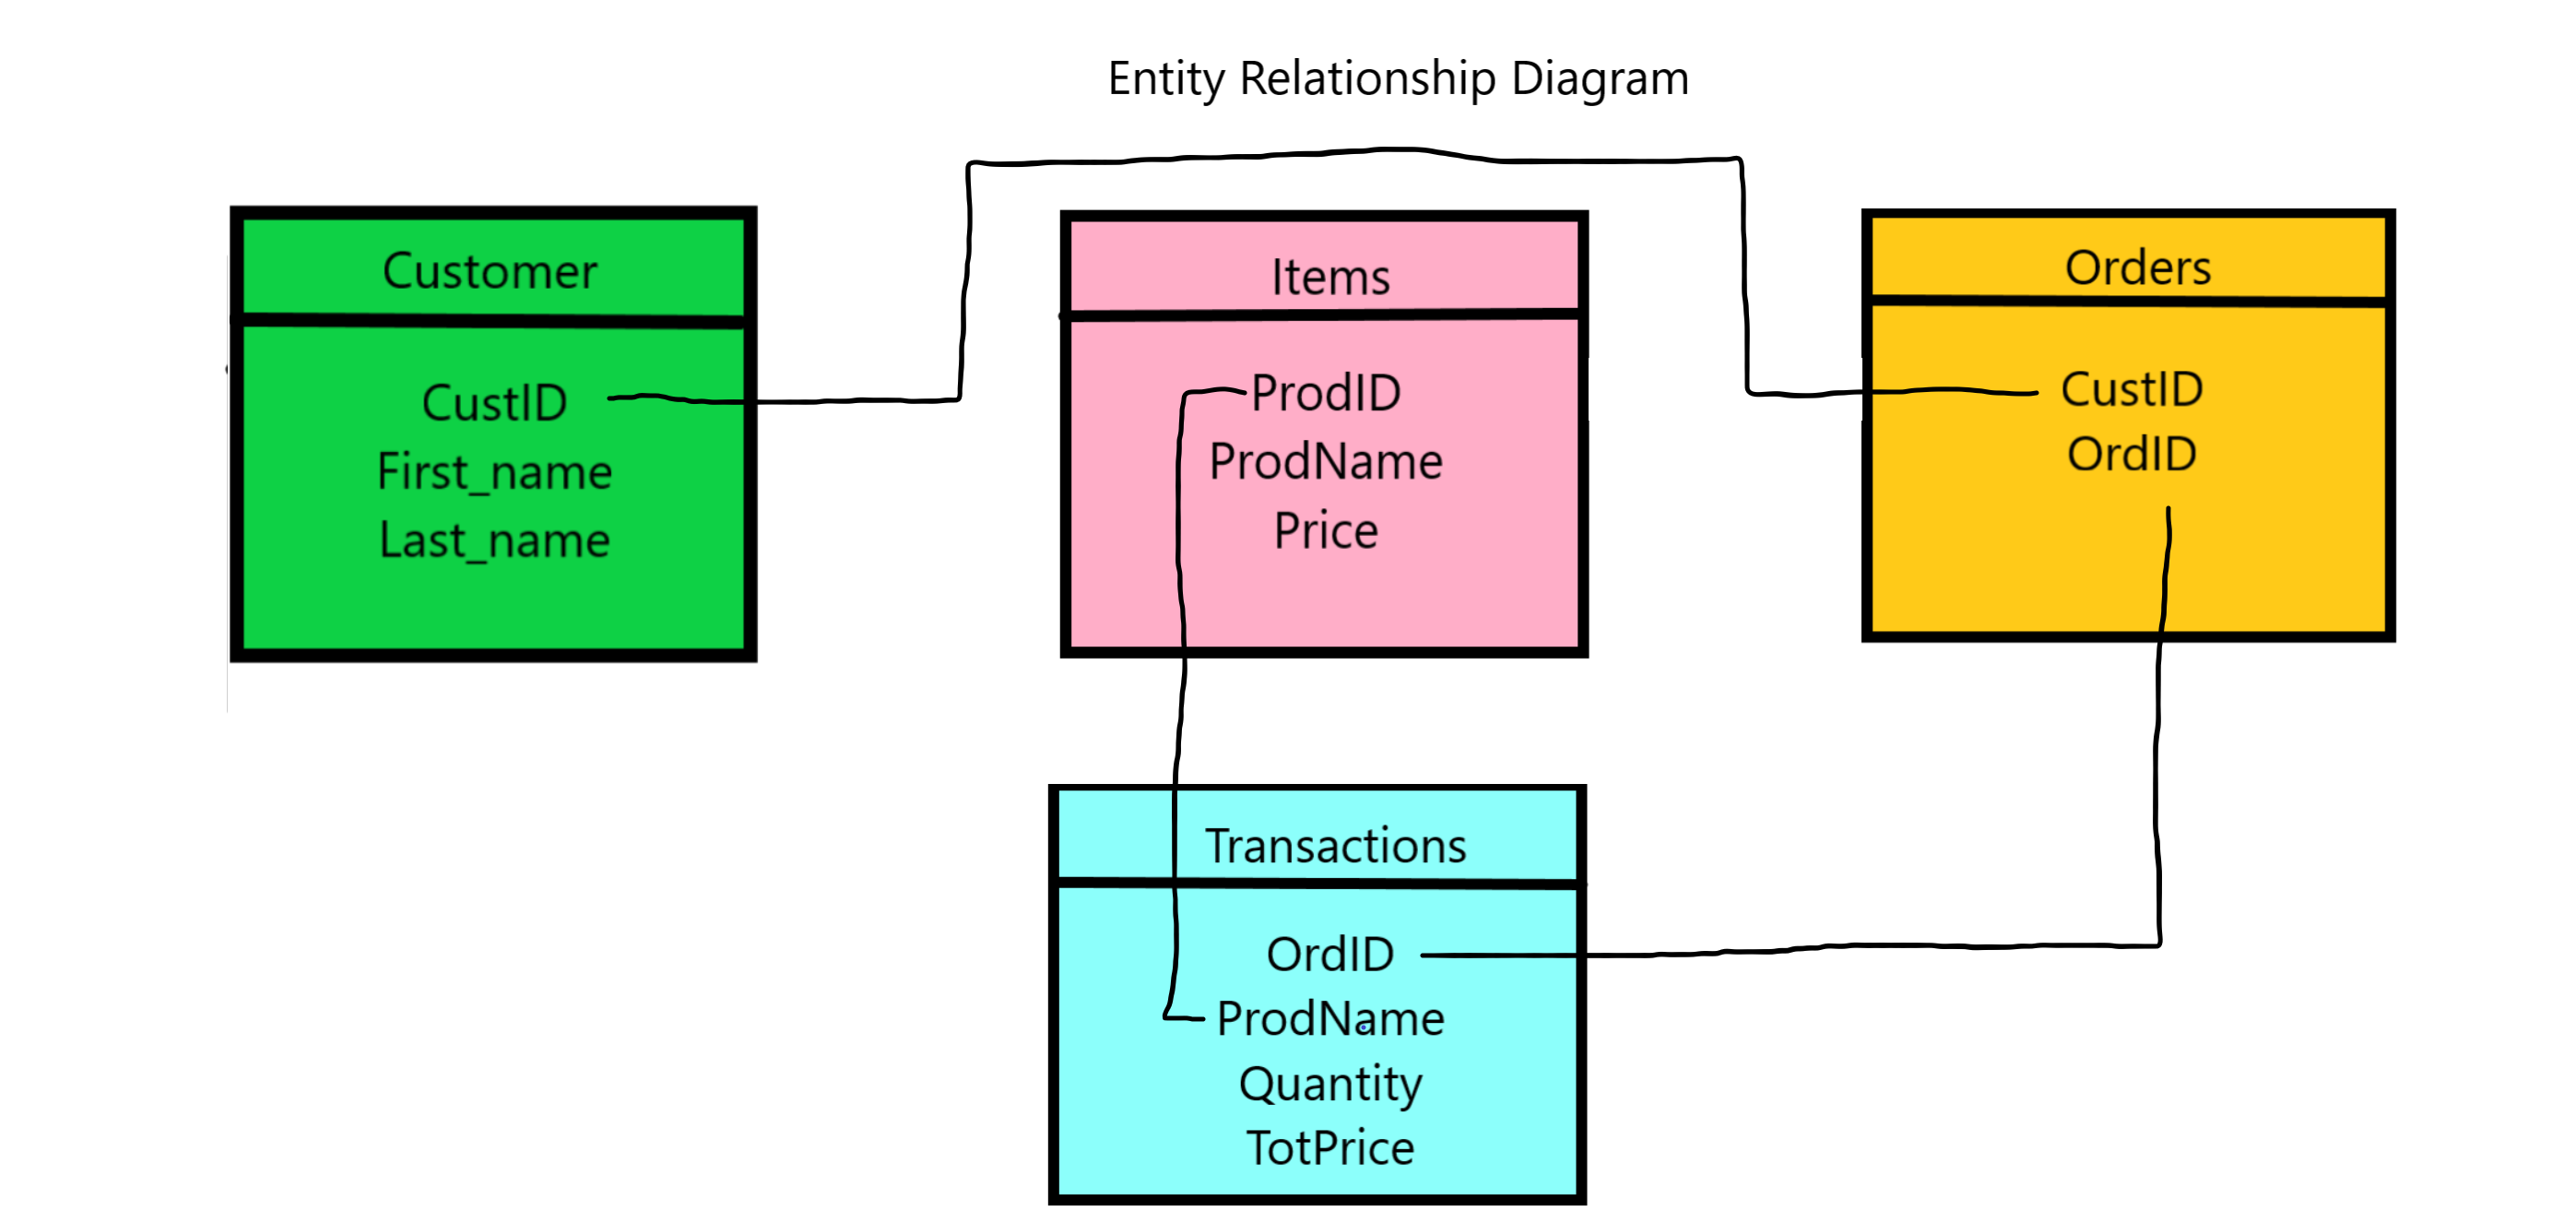 Entity Relationship Diagram
Customer
CustID
First_name
Last_name
Items
ProdID
ProdName
Price
Orders
CustID
OrdID
Transactions
OrdID
ProdName
Quantity
TotPrice